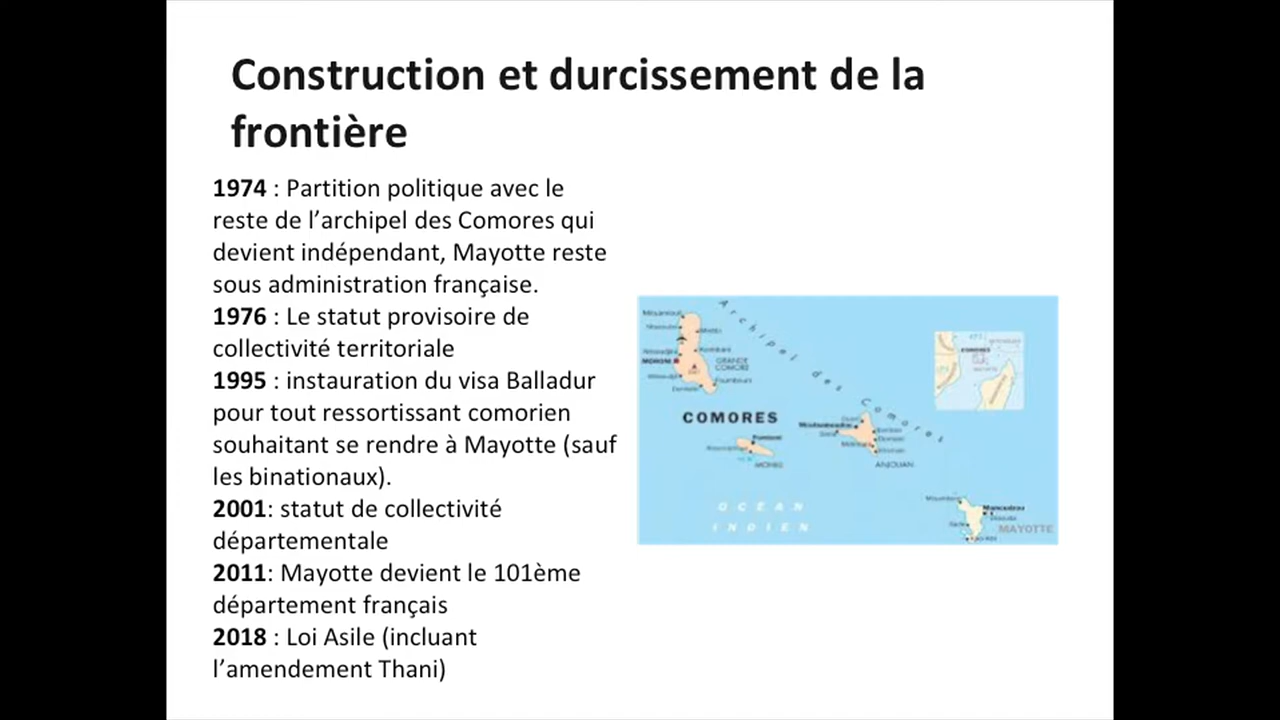 Construction et durcissement de la
frontière
1974 : Partition politique avec le
reste de l’archipel des Comores qui
devient indépendant, Mayotte reste
sous administration française.
1976 : Le statut provisoire de
collectivité territoriale
1995 : instauration du visa Balladur
pour tout ressortissant comorien
souhaitant se rendre à Mayotte (sauf
les binationaux).
2001: statut de collectivité
départementale
2011: Mayotte devient le 101ème
département français
2018 : Loi Asile (incluant
l’amendement Thani)
Archipel des Comores
MORONI
GRANDE
COMORE
COMORES
ANJOUAN
OCÉAN
INDIEN
Mamoudzou
MAYOTTE